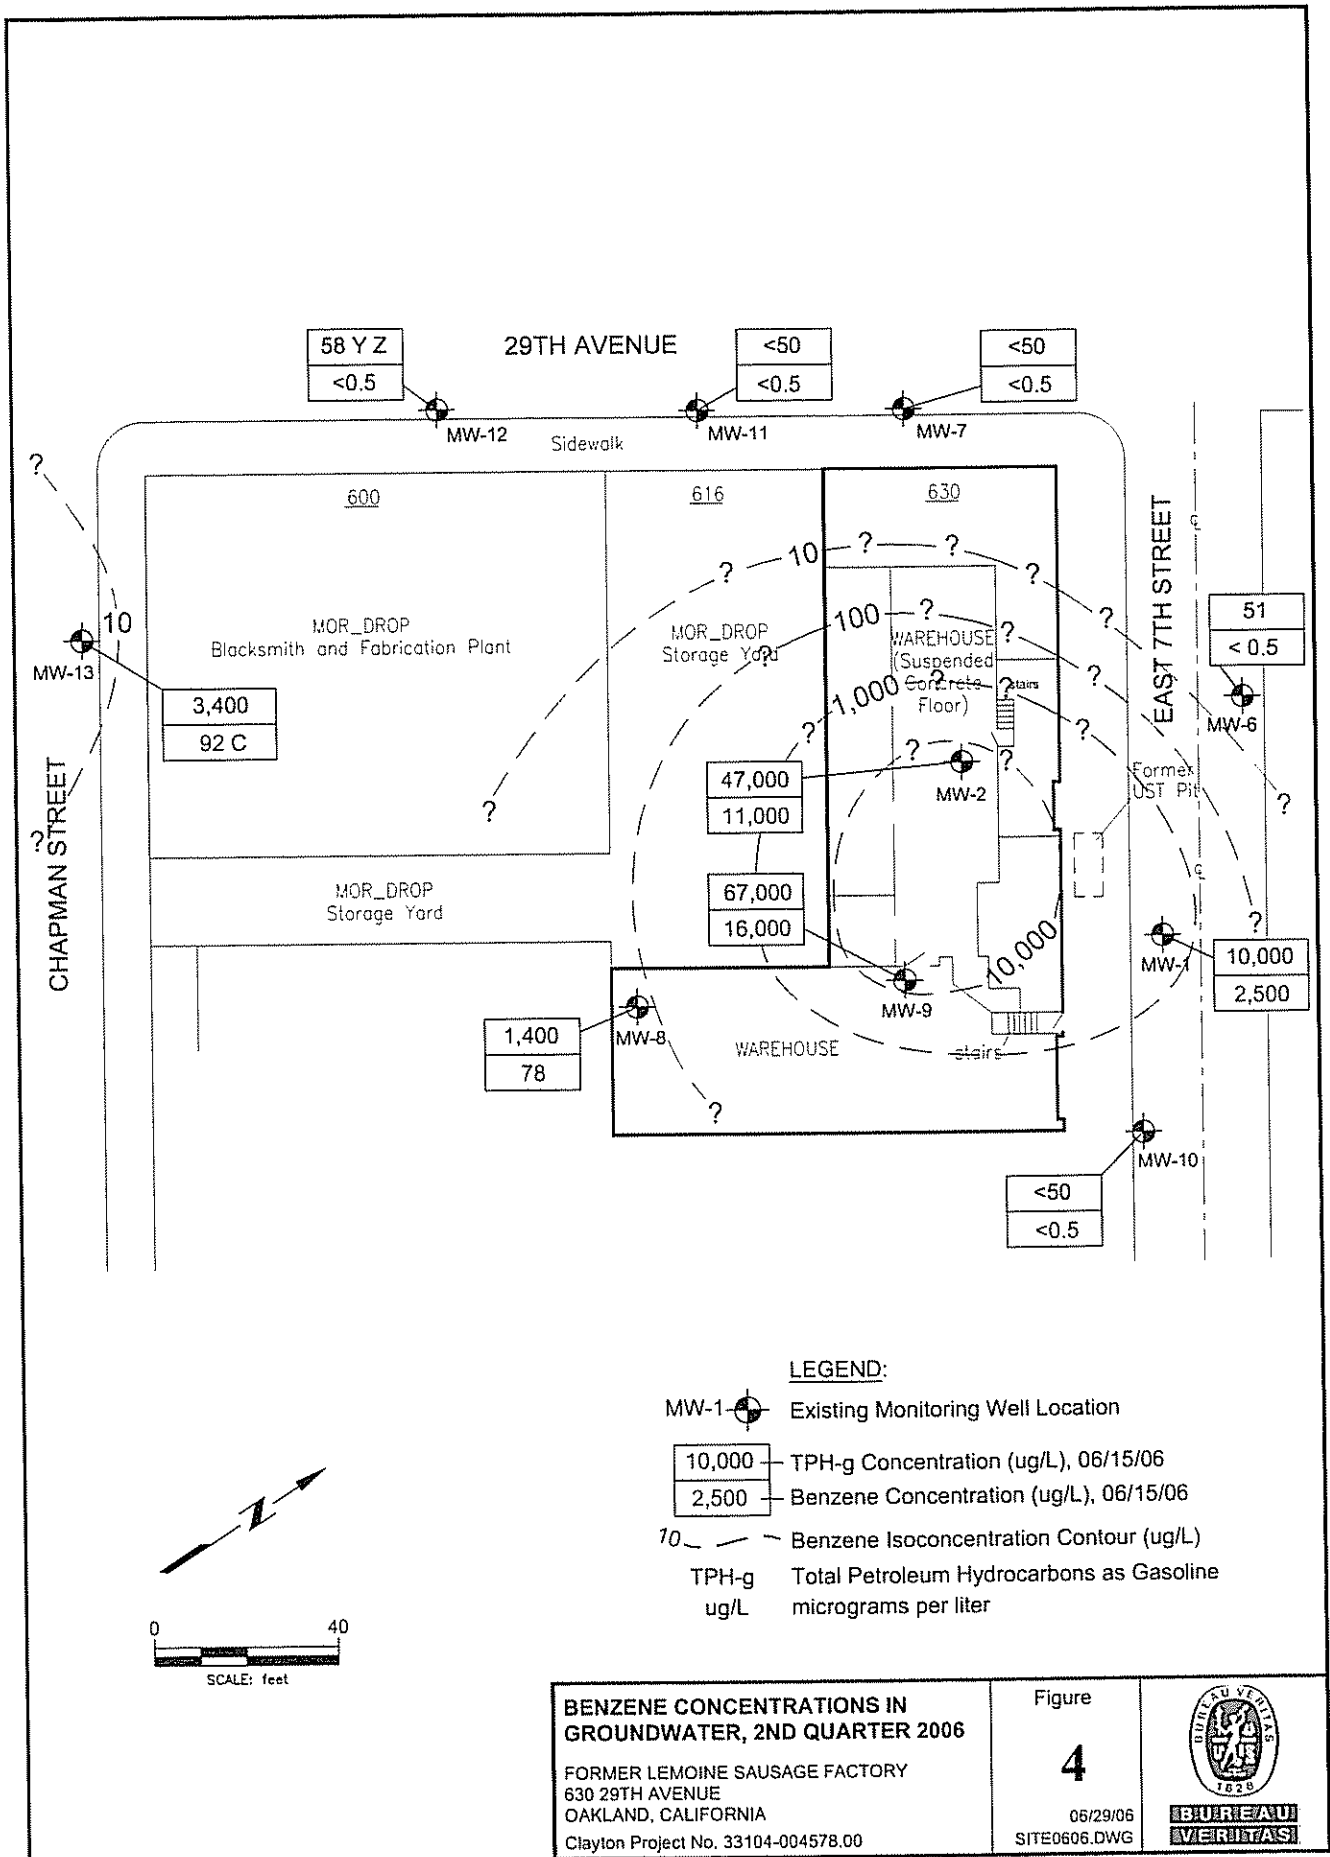 58 Y Z
<0.5
29TH AVENUE
<50
<0.5
<50
<0.5
MW-12
MW-11
MW-7
Sidewalk
?
600
616
630
10
?
?
?
?
?
EAST 7TH STREET
51
< 0.5
MW-6
10
MW-13
MOR_DROP
Blacksmith and Fabrication Plant
MOR_DROP
Storage Yard
100
?
?
?
?
?
WAREHOUSE
(Suspended
Concrete
Floor)
stairs
1,000
?
?
?
?
3,400
92 C
CHAPMAN STREET
?
47,000
11,000
?
?
MW-2
Former
UST Pit
?
?
MOR_DROP
Storage Yard
67,000
16,000
10,000
?
MW-1
10,000
2,500
MW-9
MW-8
1,400
78
WAREHOUSE
stairs
?
MW-10
<50
<0.5
LEGEND:
MW-1 Existing Monitoring Well Location
10,000 TPH-g Concentration (ug/L), 06/15/06
2,500 Benzene Concentration (ug/L), 06/15/06
10 Benzene Isoconcentration Contour (ug/L)
TPH-g Total Petroleum Hydrocarbons as Gasoline
ug/L micrograms per liter
N
0 40
SCALE: feet
BENZENE CONCENTRATIONS IN
GROUNDWATER, 2ND QUARTER 2006
FORMER LEMOINE SAUSAGE FACTORY
630 29TH AVENUE
OAKLAND, CALIFORNIA
Clayton Project No. 33104-004578.00
Figure
4
06/29/06
SITE0606.DWG
BUREAU VERITAS
1828
BUREAU
VERITAS